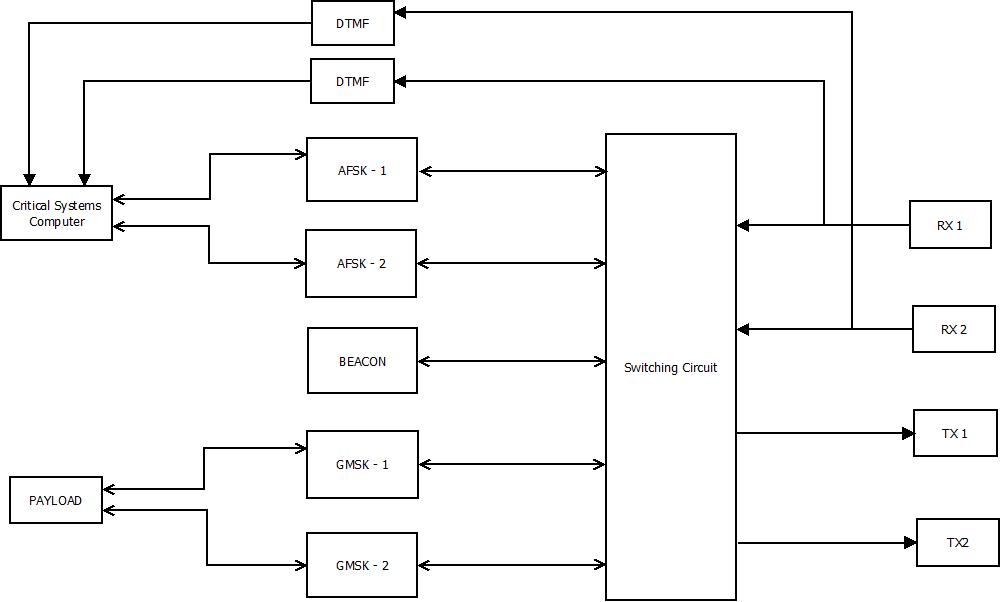 DTMF
DTMF
AFSK - 1
Critical Systems
Computer
RX 1
AFSK - 2
RX 2
BEACON
Switching Circuit
TX 1
GMSK - 1
PAYLOAD
TX2
GMSK - 2